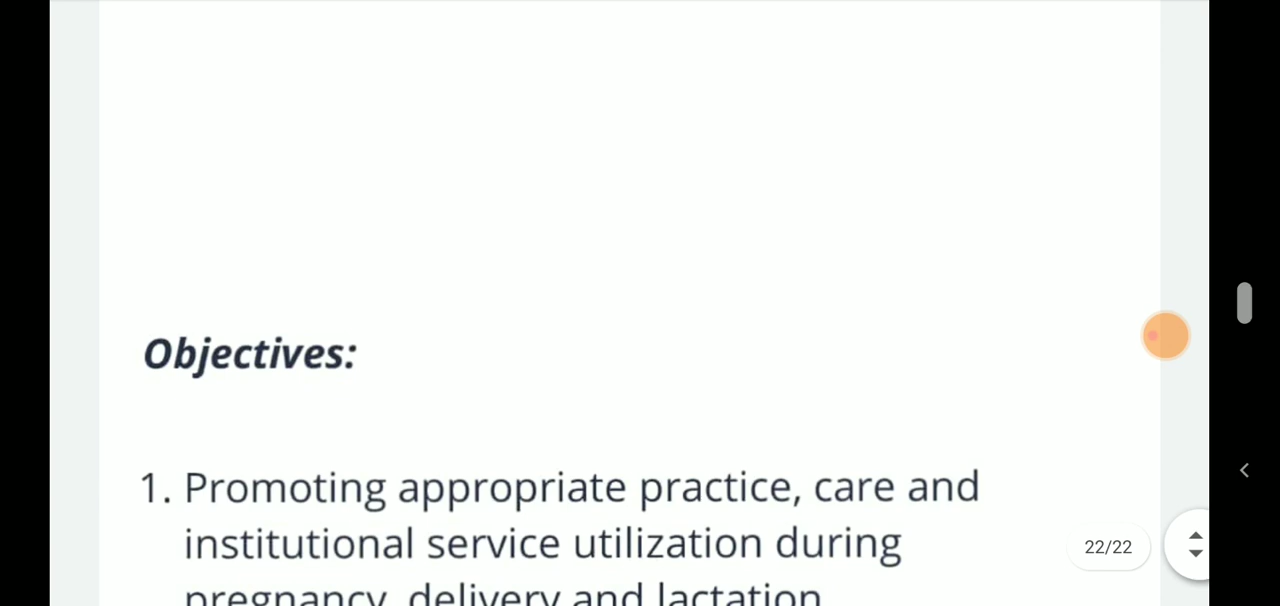 Objectives:
1. Promoting appropriate practice, care and
institutional service utilization during
pregnancy, delivery and lactation
22/22